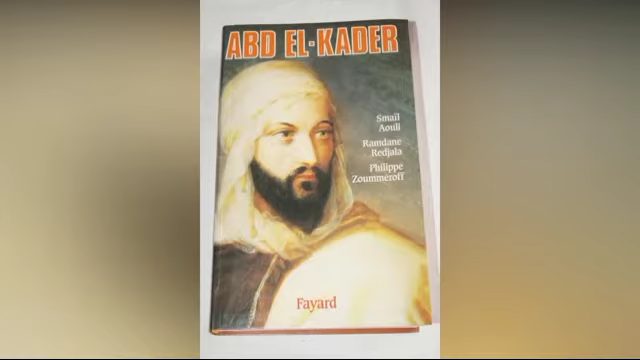 ABD EL-KADER
Smaïl
Aouli
Ramdane
Redjala
Philippe
Zoummeroff
Fayard